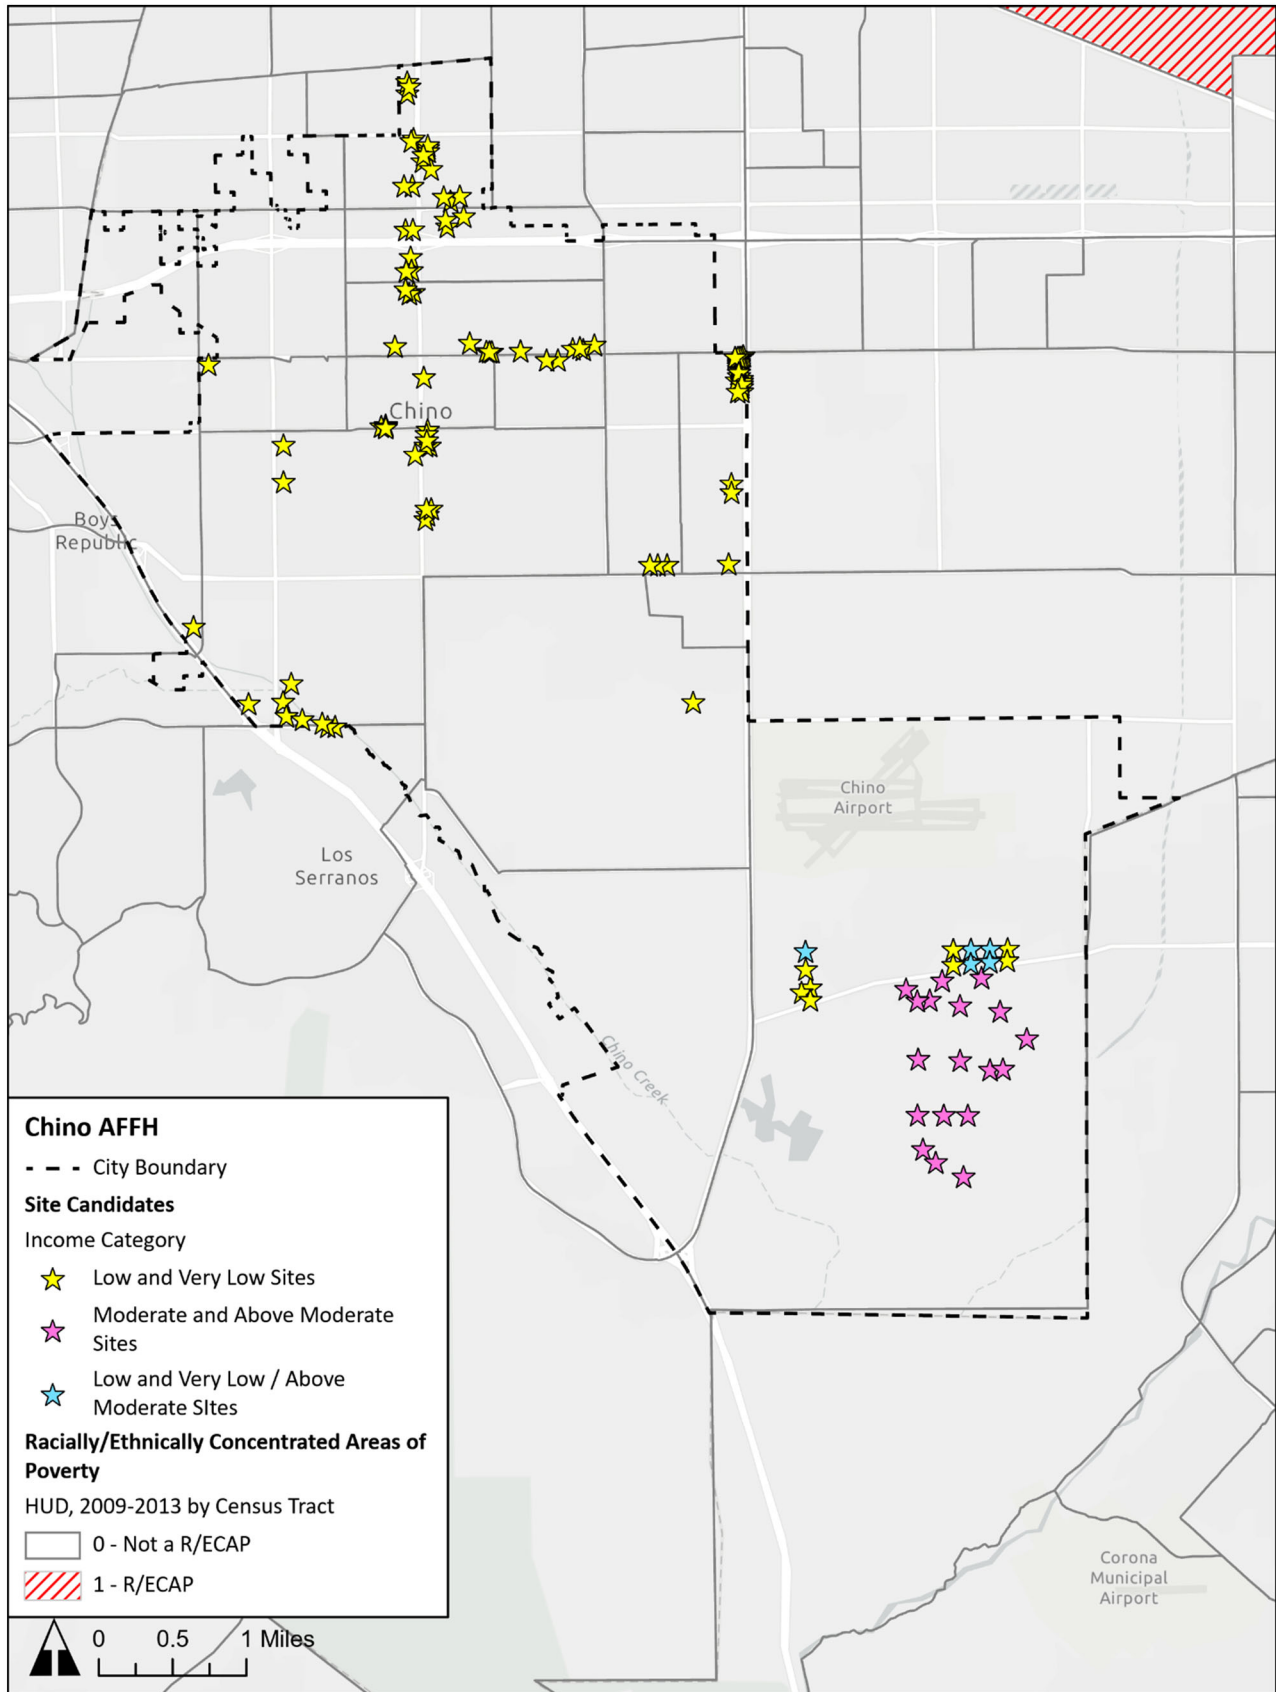 Chino
Boys
Republic
Chino
Airport
Los
Serranos
Chino Creek
Chino AFFH
City Boundary
Site Candidates
Income Category
Low and Very Low Sites
Moderate and Above Moderate
Sites
Low and Very Low / Above
Moderate SItes
Racially/Ethnically Concentrated Areas of
Poverty
HUD, 2009-2013 by Census Tract
0 - Not a R/ECAP
1 - R/ECAP
Corona
Municipal
Airport
0 0.5 1 Miles